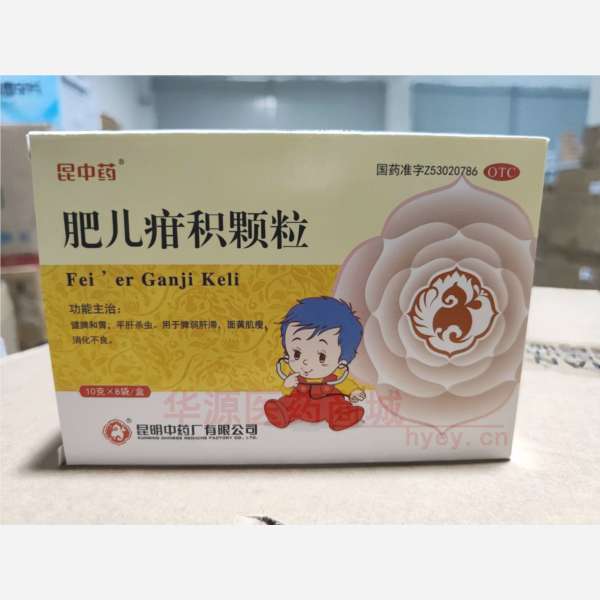 昆中药®
国药准字Z53020786 OTC
肥儿疳积颗粒
Fei'er Ganji Keli
功能主治:
健脾和胃，平肝杀虫。用于脾弱肝滞，面黄肌瘦，
消化不良。
10克×8袋/盒
华源医药商城
hyey.cn
昆明中药厂有限公司
KUNMING CHINESE MEDICINE FACTORY CO., LTD.